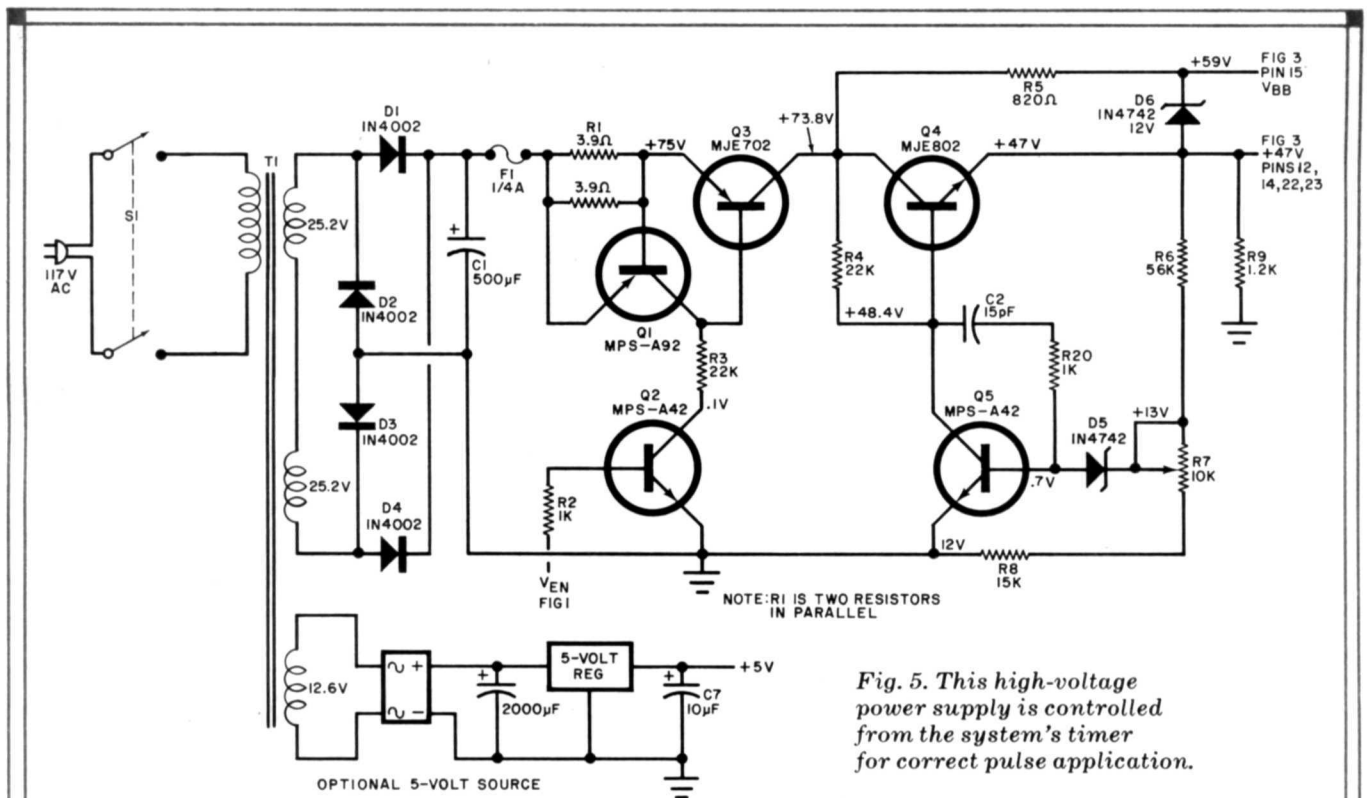 S1
117V
AC
T1
25.2V
25.2V
D1
1N4002
D2
1N4002
D3
1N4002
D4
1N4002
+
C1
500µF
F1
1/4A
R1
3.9Ω
3.9Ω
+75V
Q1
MPS-A92
Q3
MJE702
+73.8V
Q4
MJE802
+47V
R5
820Ω
+59V
FIG 3
PIN 15
VBB
D6
1N4742
12V
FIG 3
+47V
PINS 12,
14,22,23
R4
22K
+48.4V
C2
15pF
R6
56K
R9
1.2K
R3
22K
.1V
Q2
MPS-A42
R20
1K
Q5
MPS-A42
D5
1N4742
+13V
.7V
R7
10K
R2
1K
VEN
FIG 1
12V
R8
15K
NOTE: R1 IS TWO RESISTORS
IN PARALLEL
12.6V
~ +
~ −
+
2000µF
5-VOLT
REG
+
C7
10µF
+5V
OPTIONAL 5-VOLT SOURCE
Fig. 5. This high-voltage
power supply is controlled
from the system's timer
for correct pulse application.